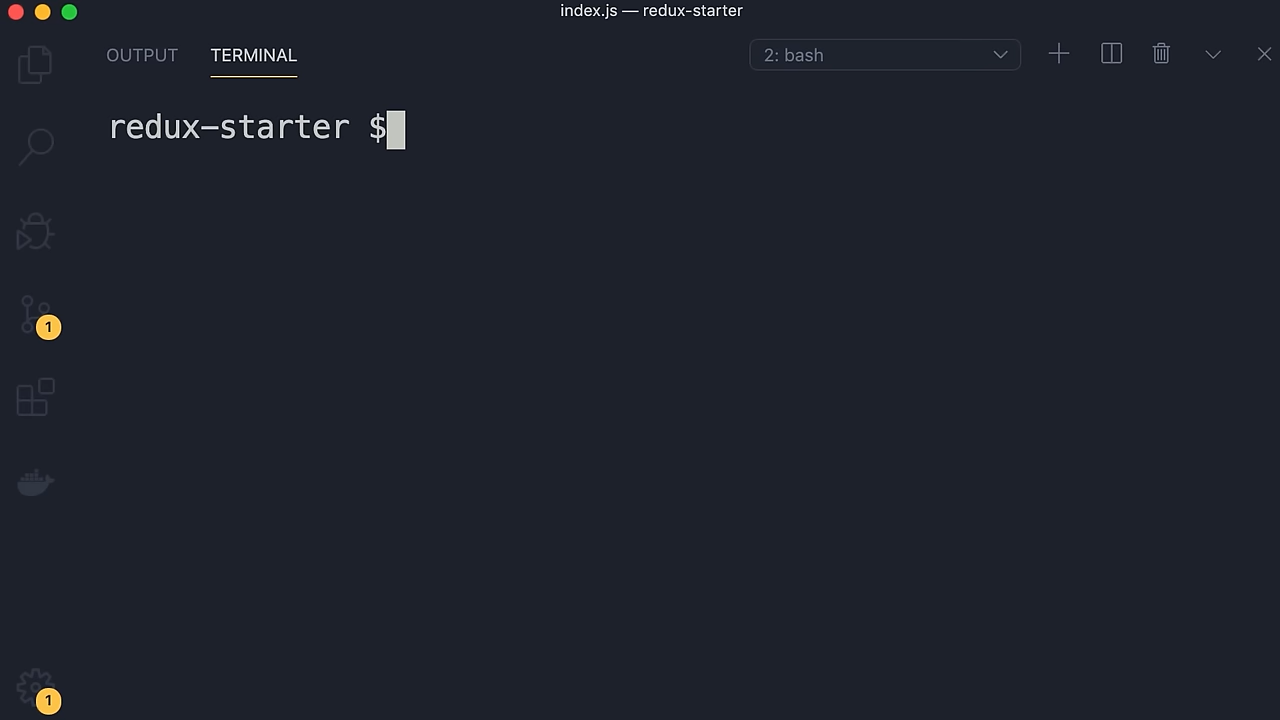 index.js — redux-starter
OUTPUT TERMINAL 2: bash
redux-starter $
1
1